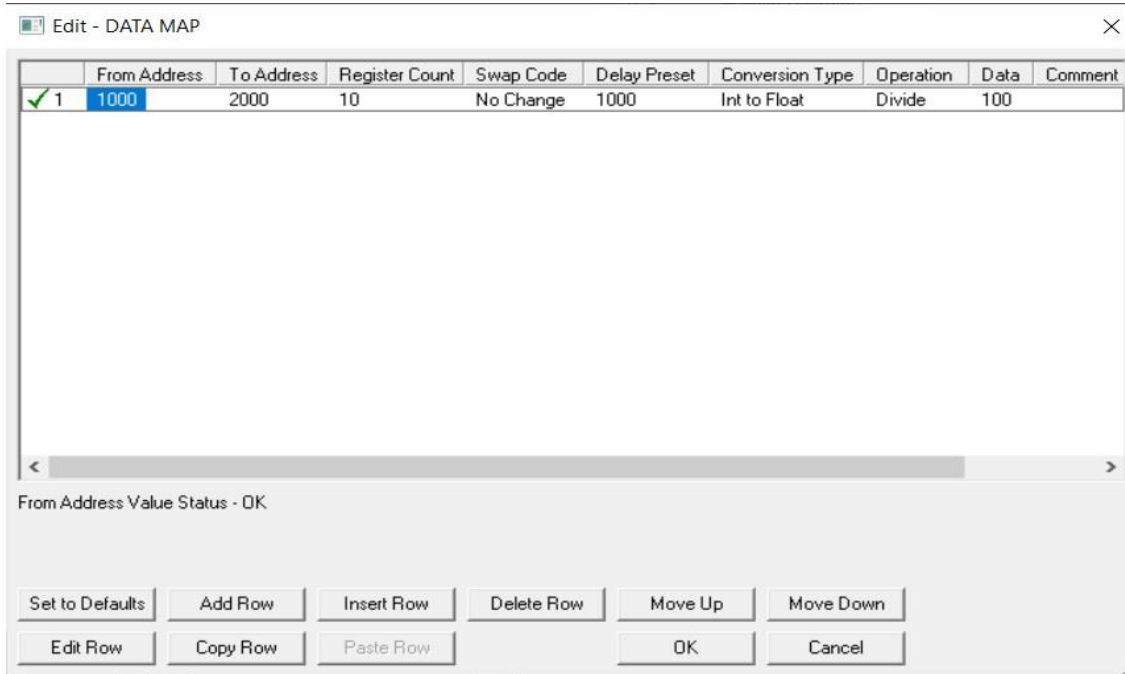 Edit - DATA MAP
From Address To Address Register Count Swap Code Delay Preset Conversion Type Operation Data Comment
1 1000 2000 10 No Change 1000 Int to Float Divide 100
From Address Value Status - OK
Set to Defaults Add Row Insert Row Delete Row Move Up Move Down
Edit Row Copy Row Paste Row OK Cancel